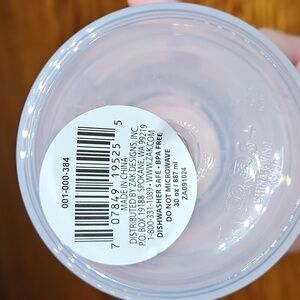 001-000-384
7 07849 19525 5
MADE IN CHINA
DISTRIBUTED BY ZAK DESIGNS, INC.
P.O. BOX 19188 SPOKANE, WA 99219
1-800-331-1089 • WWW.ZAK.COM
DISHWASHER SAFE • BPA FREE
DO NOT MICROWAVE
30 oz / 887 ml
ZA091024